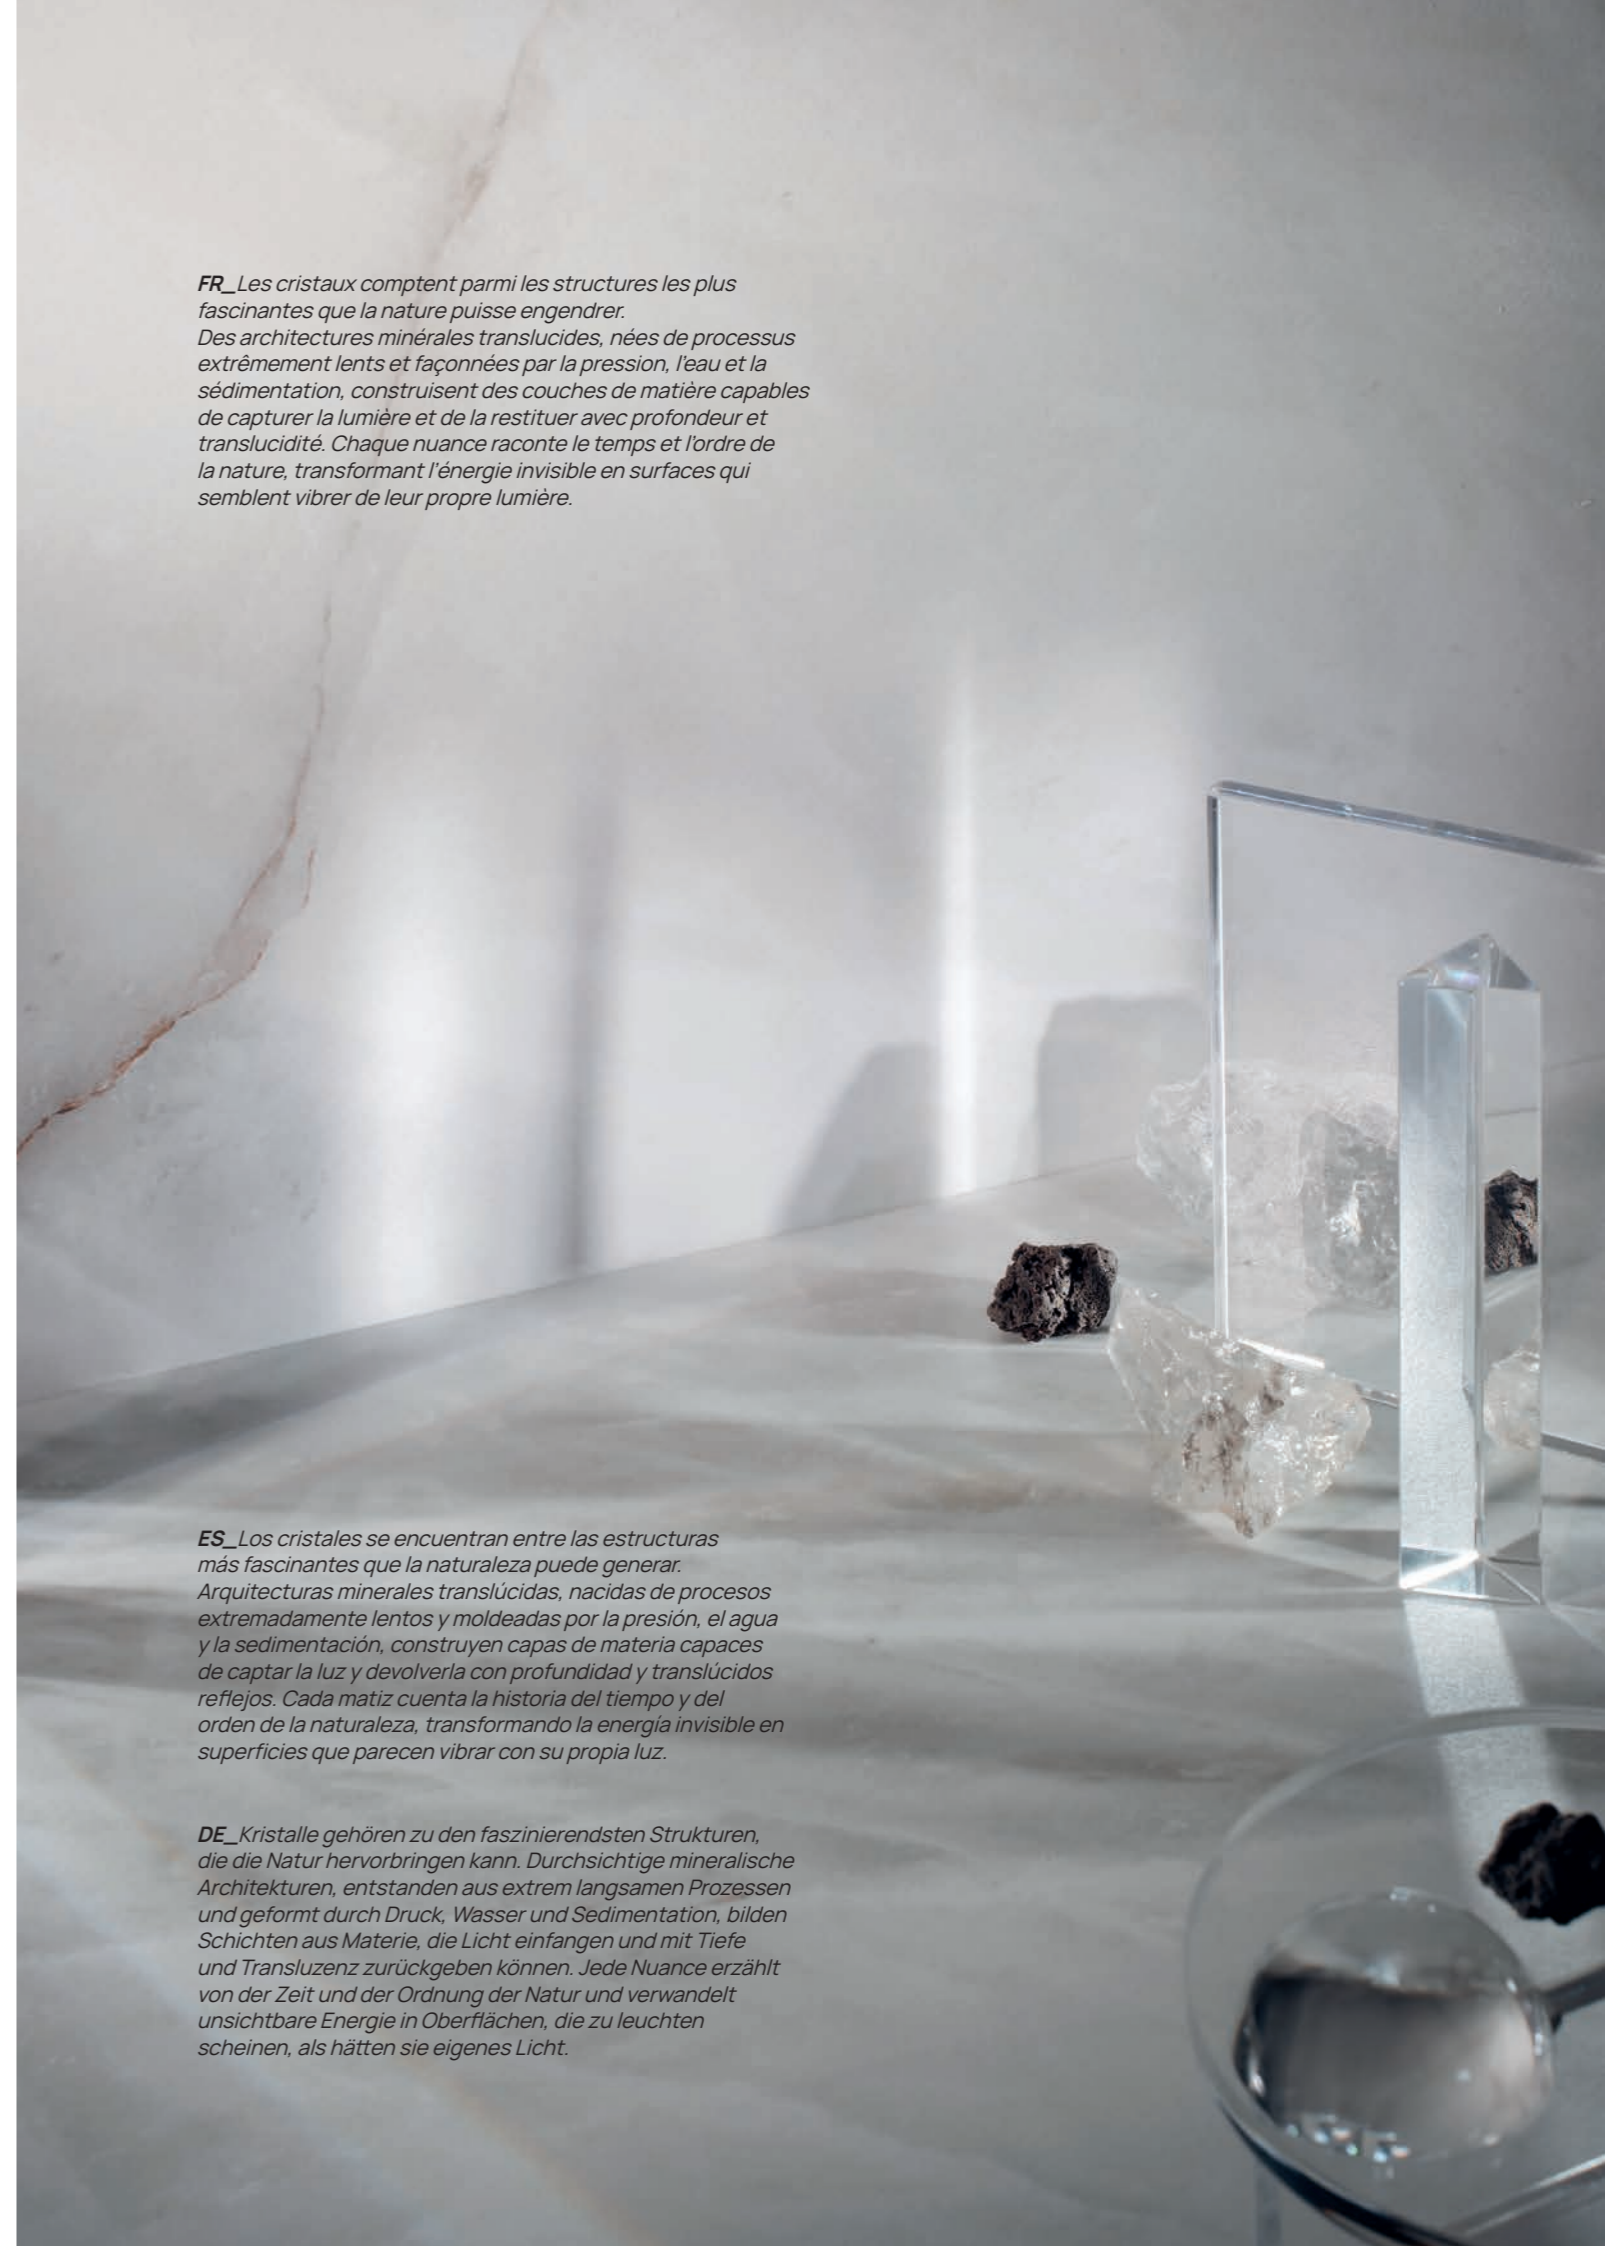 FR_Les cristaux comptent parmi les structures les plus
fascinantes que la nature puisse engendrer.
Des architectures minérales translucides, nées de processus
extrêmement lents et façonnées par la pression, l'eau et la
sédimentation, construisent des couches de matière capables
de capturer la lumière et de la restituer avec profondeur et
translucidité. Chaque nuance raconte le temps et l'ordre de
la nature, transformant l'énergie invisible en surfaces qui
semblent vibrer de leur propre lumière.
ES_Los cristales se encuentran entre las estructuras
más fascinantes que la naturaleza puede generar.
Arquitecturas minerales translúcidas, nacidas de procesos
extremadamente lentos y moldeadas por la presión, el agua
y la sedimentación, construyen capas de materia capaces
de captar la luz y devolverla con profundidad y translúcidos
reflejos. Cada matiz cuenta la historia del tiempo y del
orden de la naturaleza, transformando la energía invisible en
superficies que parecen vibrar con su propia luz.
DE_Kristalle gehören zu den faszinierendsten Strukturen,
die die Natur hervorbringen kann. Durchsichtige mineralische
Architekturen, entstanden aus extrem langsamen Prozessen
und geformt durch Druck, Wasser und Sedimentation, bilden
Schichten aus Materie, die Licht einfangen und mit Tiefe
und Transluzenz zurückgeben können. Jede Nuance erzählt
von der Zeit und der Ordnung der Natur und verwandelt
unsichtbare Energie in Oberflächen, die zu leuchten
scheinen, als hätten sie eigenes Licht.